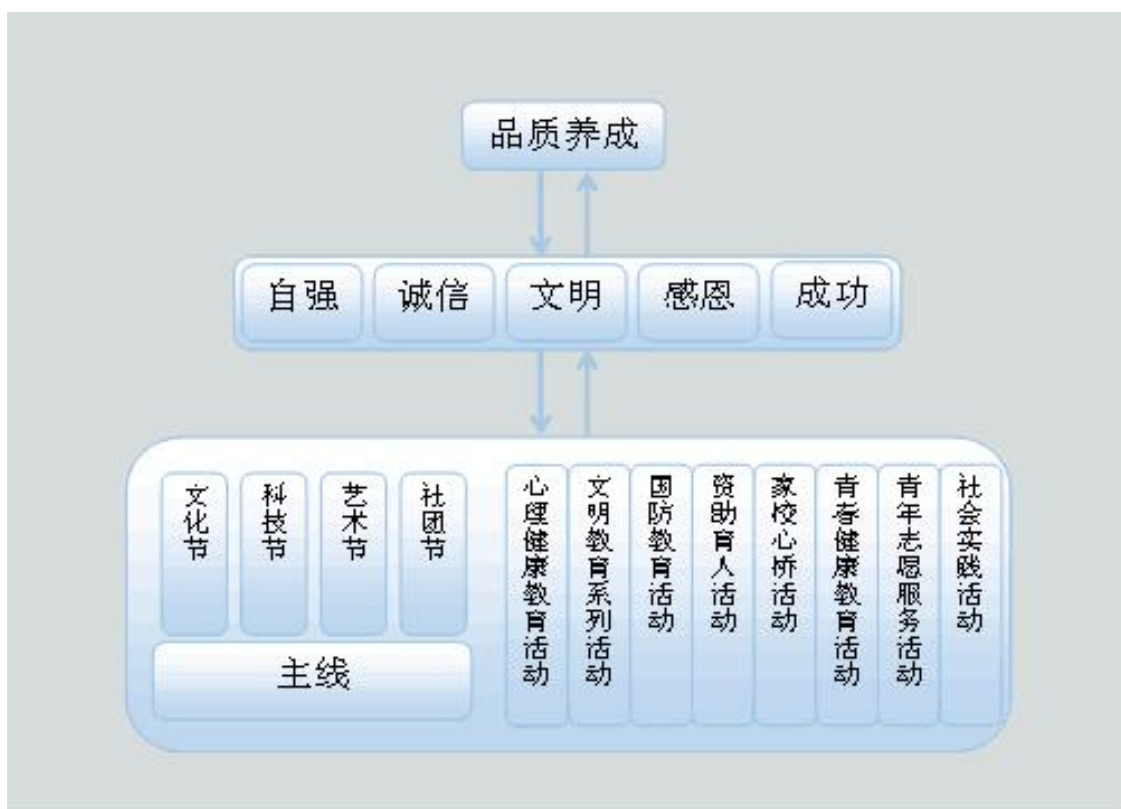 品质养成
自强
诚信
文明
感恩
成功
文化节
科技节
艺术节
社团节
主线
心理健康教育活动
文明教育系列活动
国防教育活动
资助育人活动
家校心桥活动
青春健康教育活动
青年志愿服务活动
社会实践活动